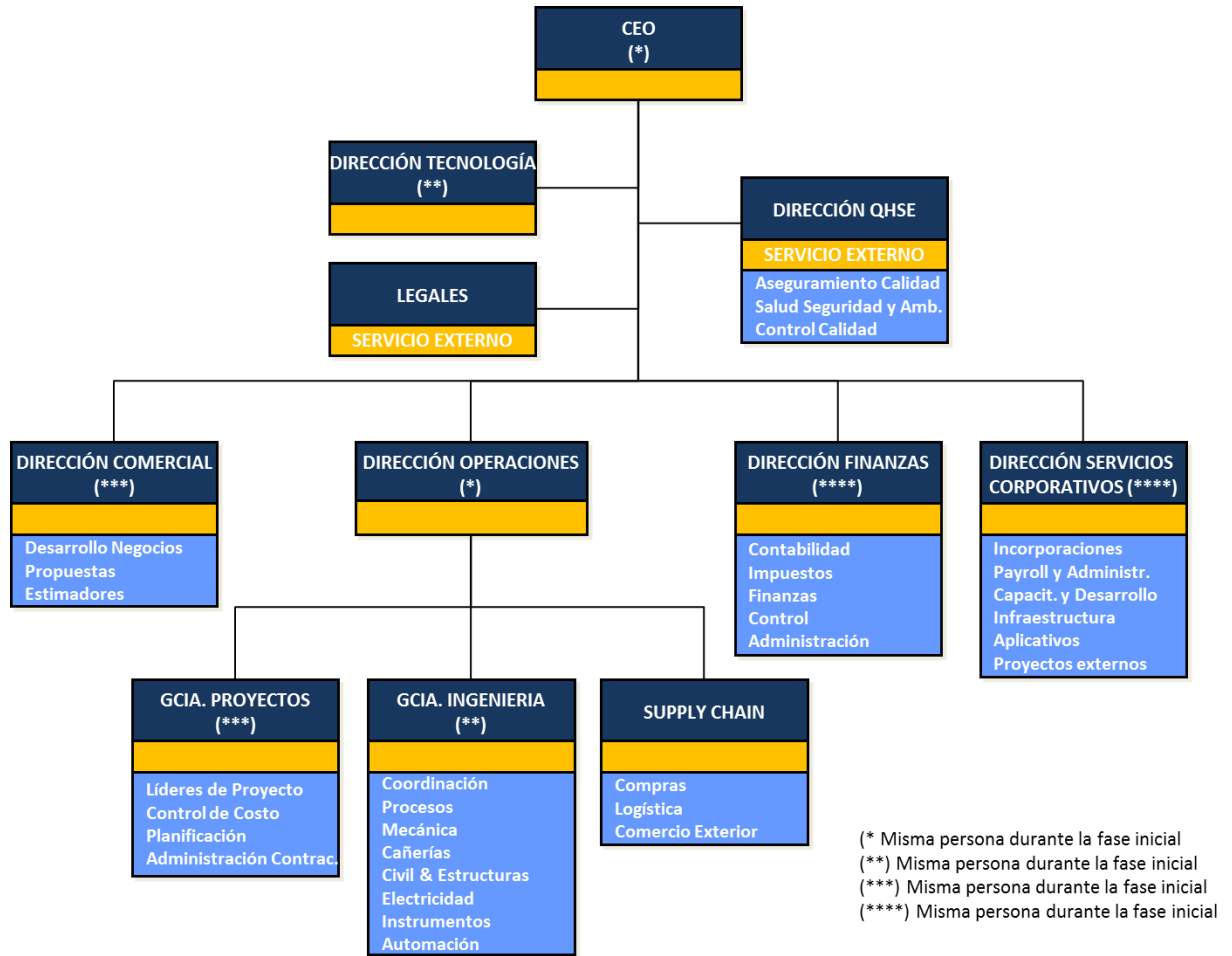 CEO
(*)
DIRECCIÓN TECNOLOGÍA
(**)
DIRECCIÓN QHSE
SERVICIO EXTERNO
Aseguramiento Calidad
Salud Seguridad y Amb.
Control Calidad
LEGALES
SERVICIO EXTERNO
DIRECCIÓN COMERCIAL
(***)
Desarrollo Negocios
Propuestas
Estimadores
DIRECCIÓN OPERACIONES
(*)
DIRECCIÓN FINANZAS
(****)
Contabilidad
Impuestos
Finanzas
Control
Administración
DIRECCIÓN SERVICIOS
CORPORATIVOS (****)
Incorporaciones
Payroll y Administr.
Capacit. y Desarrollo
Infraestructura
Aplicativos
Proyectos externos
GCIA. PROYECTOS
(***)
Líderes de Proyecto
Control de Costo
Planificación
Administración Contrac.
GCIA. INGENIERIA
(**)
Coordinación
Procesos
Mecánica
Cañerías
Civil & Estructuras
Electricidad
Instrumentos
Automación
SUPPLY CHAIN
Compras
Logística
Comercio Exterior
(* Misma persona durante la fase inicial
(**) Misma persona durante la fase inicial
(***) Misma persona durante la fase inicial
(****) Misma persona durante la fase inicial